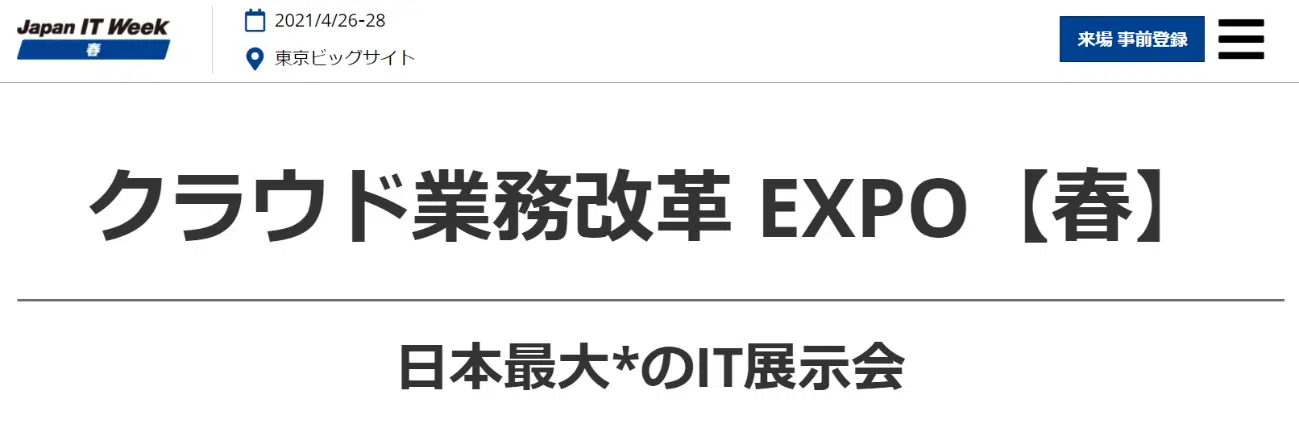 Japan IT Week
春
2021/4/26-28
東京ビッグサイト
来場 事前登録
クラウド業務改革 EXPO【春】
日本最大*のIT展示会